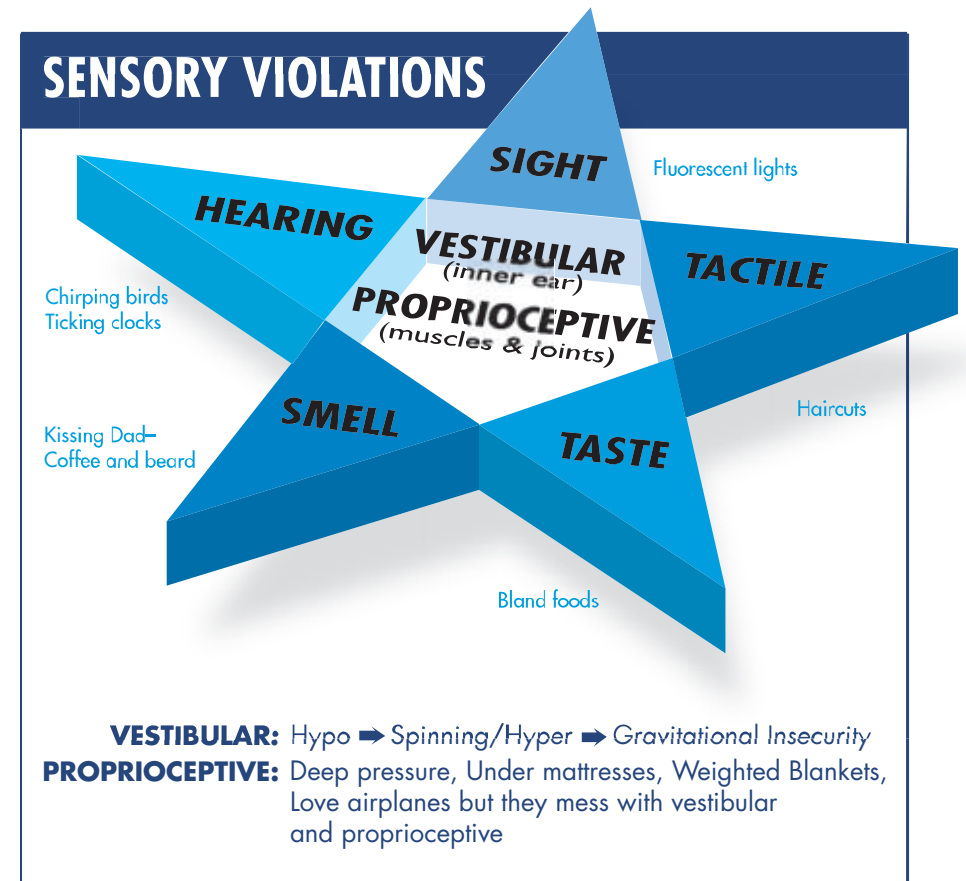 SENSORY VIOLATIONS
SIGHT
Fluorescent lights
HEARING
VESTIBULAR
(inner ear)
TACTILE
PROPRIOCEPTIVE
(muscles & joints)
Chirping birds
Ticking clocks
Haircuts
SMELL
TASTE
Kissing Dad–
Coffee and beard
Bland foods
VESTIBULAR: Hypo ➡ Spinning/Hyper ➡ Gravitational Insecurity
PROPRIOCEPTIVE: Deep pressure, Under mattresses, Weighted Blankets,
Love airplanes but they mess with vestibular
and proprioceptive